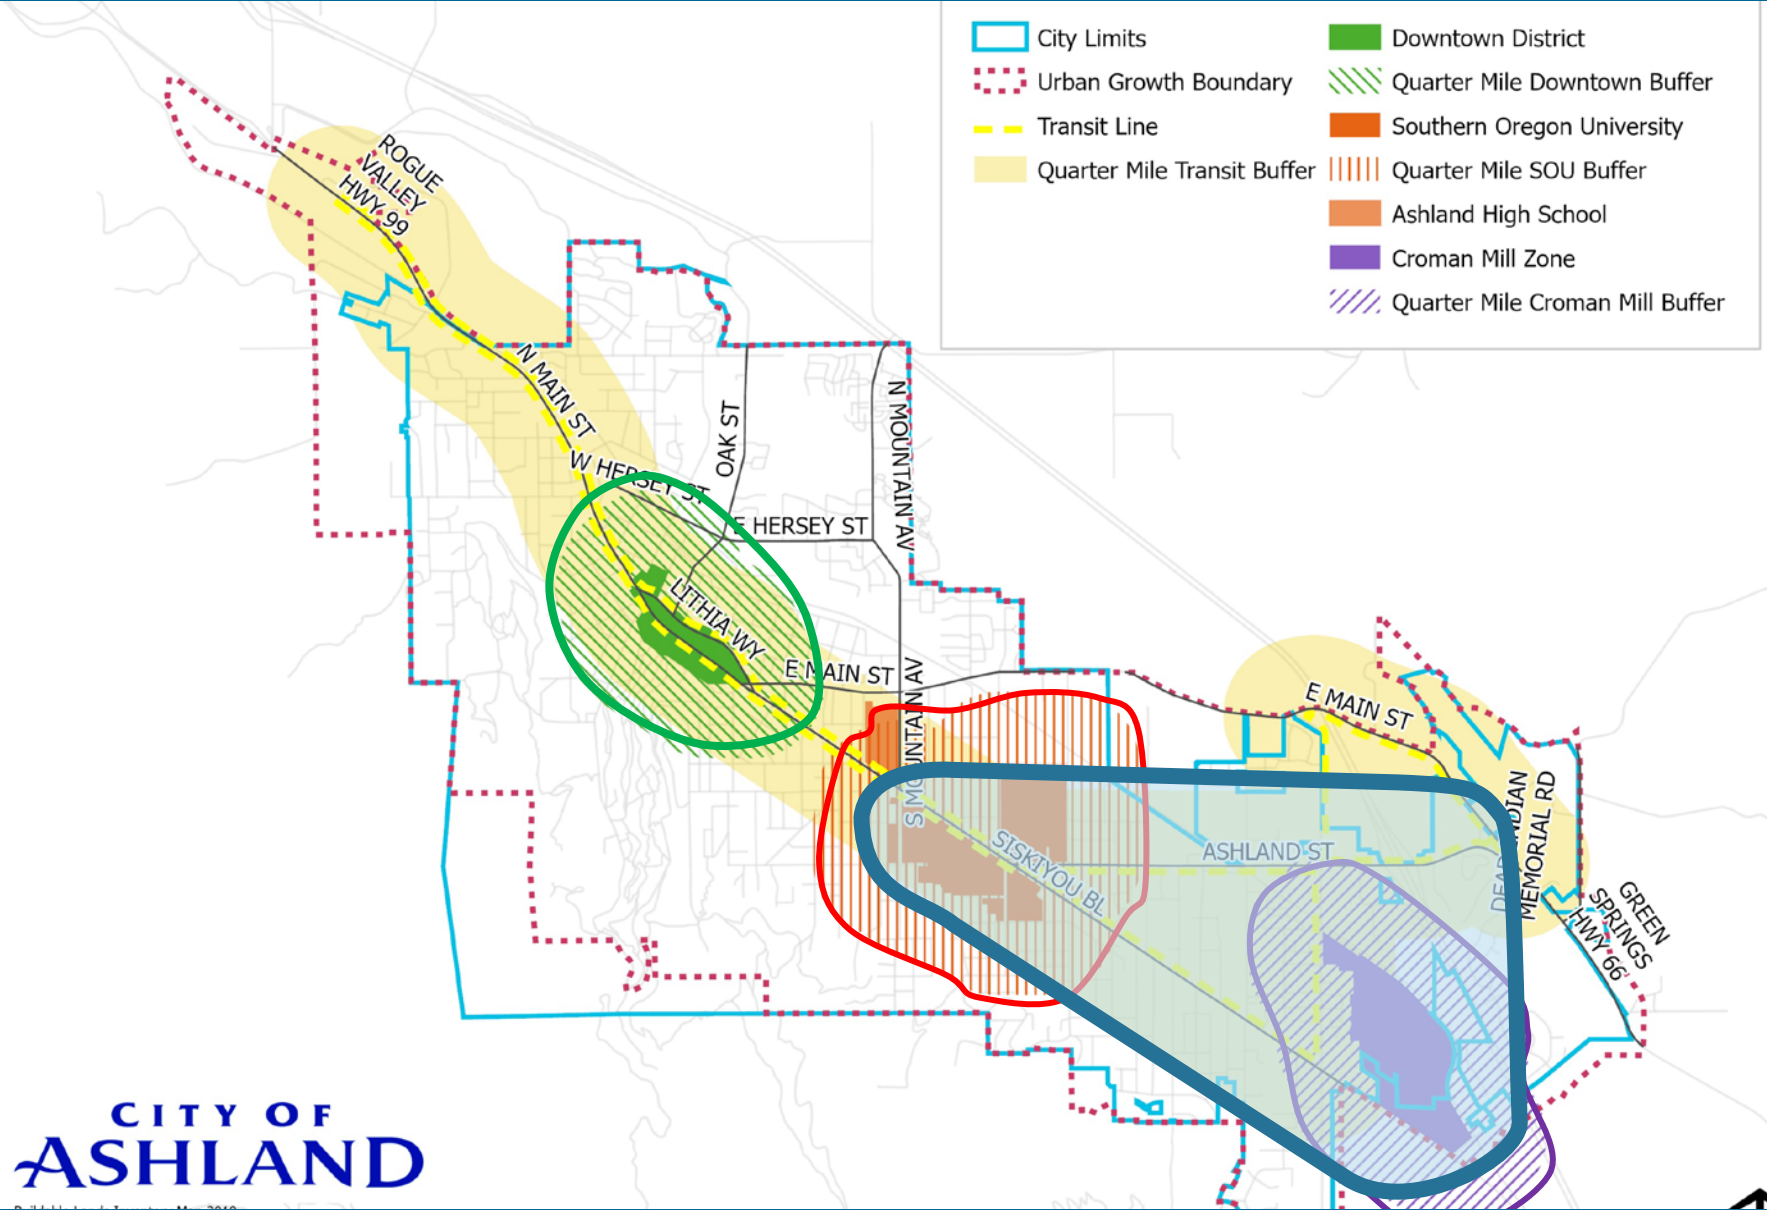 City Limits
Urban Growth Boundary
Transit Line
Quarter Mile Transit Buffer
Downtown District
Quarter Mile Downtown Buffer
Southern Oregon University
Quarter Mile SOU Buffer
Ashland High School
Croman Mill Zone
Quarter Mile Croman Mill Buffer
ROGUE
VALLEY
HWY 99
N MAIN ST
W HERSEY ST
OAK ST
N MOUNTAIN AV
E HERSEY ST
LITHIA WY
E MAIN ST
S MOUNTAIN AV
E MAIN ST
SISKIYOU BL
ASHLAND ST
DEAD INDIAN
MEMORIAL RD
GREEN
SPRINGS
HWY 66
CITY OF
ASHLAND